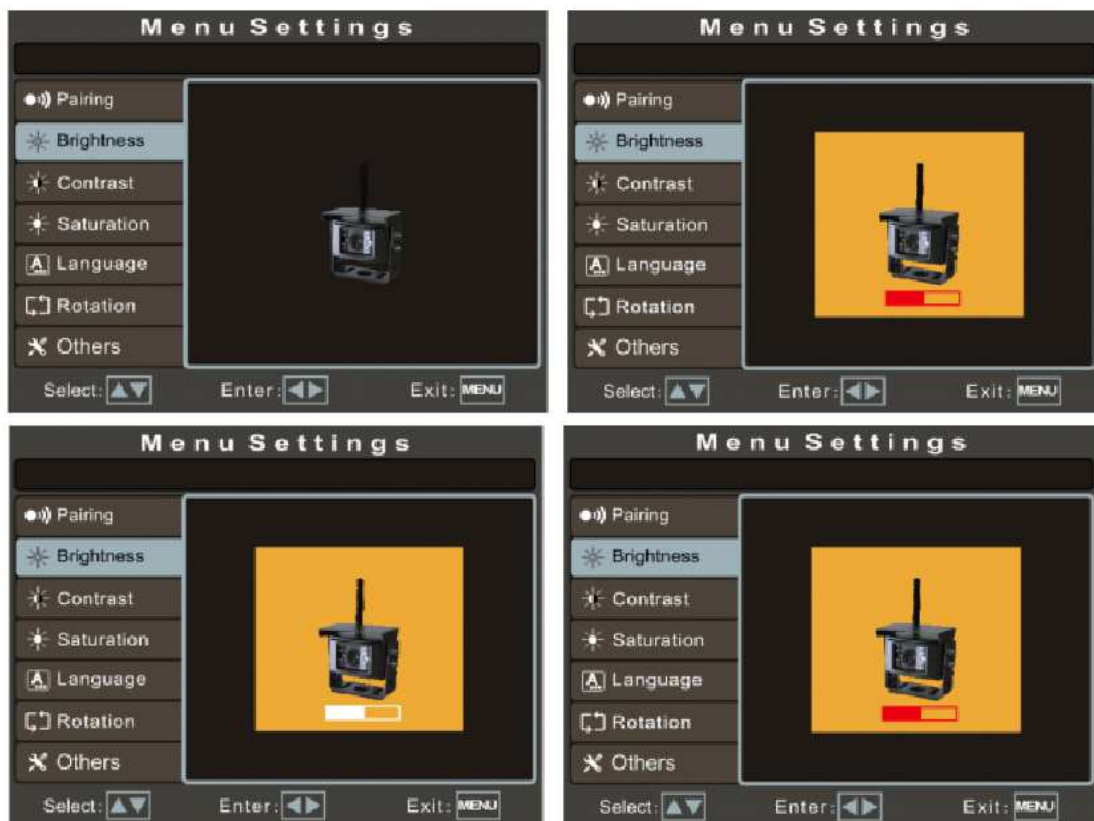 Menu Settings
Pairing
Brightness
Contrast
Saturation
A Language
Rotation
Others
Select: Enter: Exit: MENU
Menu Settings
Pairing
Brightness
Contrast
Saturation
A Language
Rotation
Others
Select: Enter: Exit: MENU
Menu Settings
Pairing
Brightness
Contrast
Saturation
A Language
Rotation
Others
Select: Enter: Exit: MENU
Menu Settings
Pairing
Brightness
Contrast
Saturation
A Language
Rotation
Others
Select: Enter: Exit: MENU